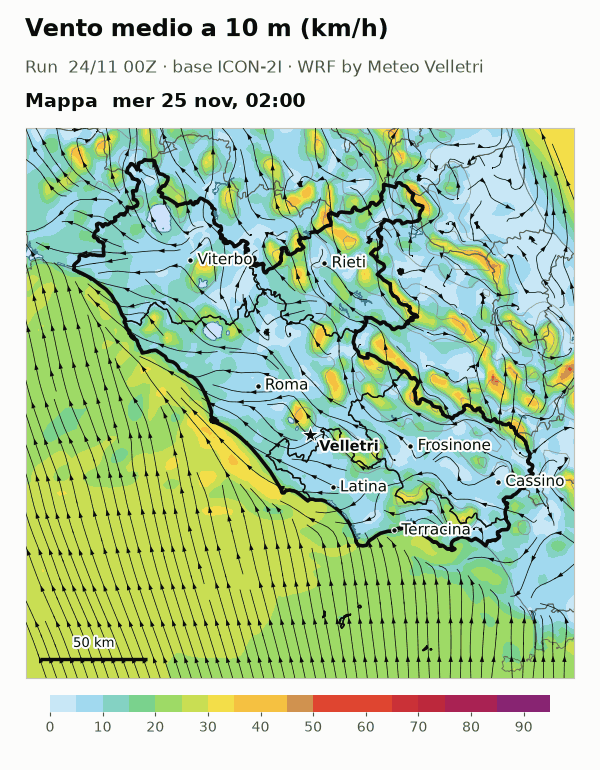 Vento medio a 10 m (km/h)
Run  24/11 00Z · base ICON-2I · WRF by Meteo Velletri
Mappa  mer 25 nov, 02:00
Viterbo
Rieti
Roma
Velletri
Frosinone
Cassino
Latina
Terracina
50 km
0 10 20 30 40 50 60 70 80 90